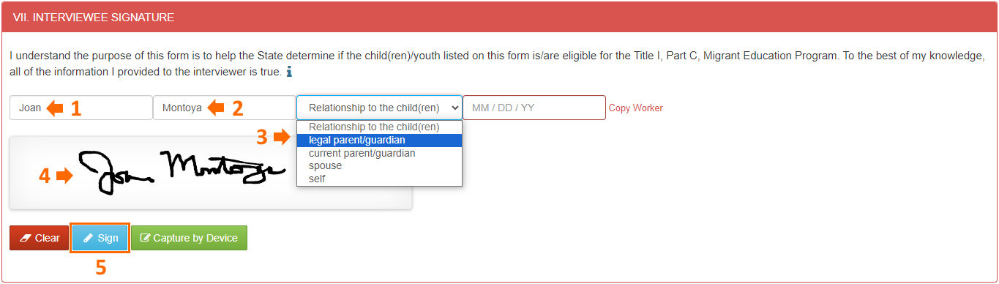 VII. INTERVIEWEE SIGNATURE
I understand the purpose of this form is to help the State determine if the child(ren)/youth listed on this form is/are eligible for the Title I, Part C, Migrant Education Program. To the best of my knowledge,
all of the information I provided to the interviewer is true. i
Joan 1 Montoya 2 Relationship to the child(ren) MM / DD / YY Copy Worker
Relationship to the child(ren)
3 legal parent/guardian
current parent/guardian
spouse
self
4 Joan Montoya
Clear Sign Capture by Device
5